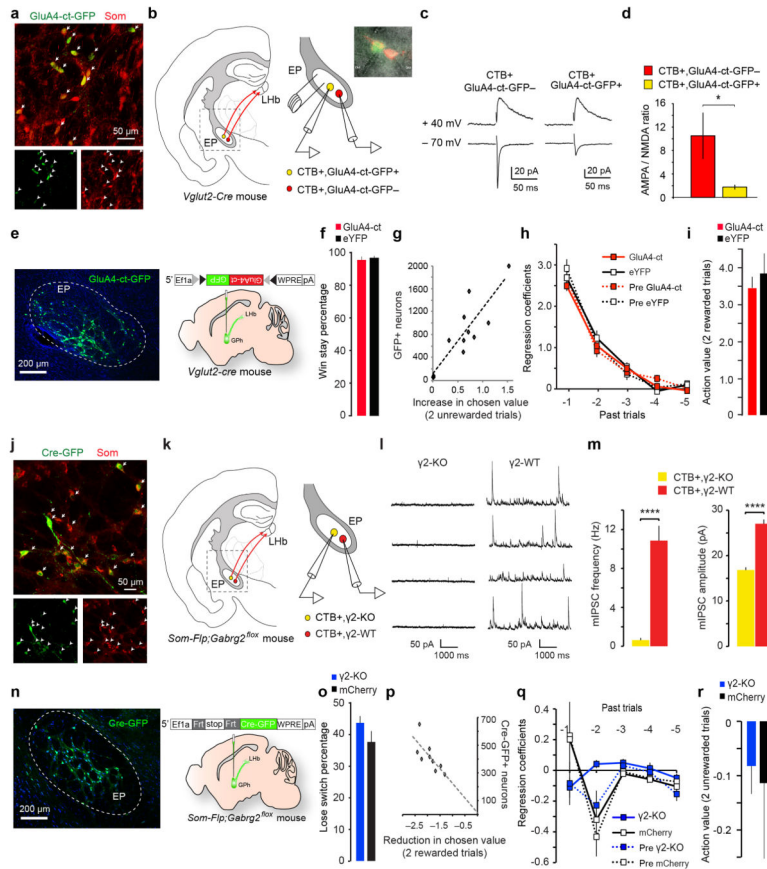 a
GluA4-ct-GFP Som
50 μm
b
EP
LHb
EP
CTB+,GluA4-ct-GFP+
CTB+,GluA4-ct-GFP–
Vglut2-Cre mouse
c
CTB+ GluA4-ct-GFP–
CTB+ GluA4-ct-GFP+
+ 40 mV
– 70 mV
20 pA
50 ms
20 pA
50 ms
d
CTB+,GluA4-ct-GFP–
CTB+,GluA4-ct-GFP+
*
AMPA / NMDA ratio
16
12
8
4
0
e
GluA4-ct-GFP
EP
200 μm
5' Ef1a GFP GluA4-ct WPRE pA
LHb
GPh
Vglut2-cre mouse
f
GluA4-ct
eYFP
Win stay percentage
100
80
60
40
20
0
g
GFP+ neurons
2000
1500
1000
500
0
0 0.5 1.0 1.5
Increase in chosen value
(2 unrewarded trials)
h
GluA4-ct
eYFP
Pre GluA4-ct
Pre eYFP
Regression coefficients
3.0
2.0
1.0
0.0
-1 -2 -3 -4 -5
Past trials
i
GluA4-ct
eYFP
Action value (2 rewarded trials)
4.0
3.0
2.0
1.0
0
j
Cre-GFP Som
50 μm
k
EP
LHb
EP
CTB+,γ2-KO
CTB+,γ2-WT
Som-Flp;Gabrg2flox mouse
l
γ2-KO γ2-WT
50 pA
1000 ms
50 pA
1000 ms
m
CTB+,γ2-KO
CTB+,γ2-WT
****
mIPSC frequency (Hz)
12
8
4
0
****
mIPSC amplitude (pA)
30
20
10
0
n
Cre-GFP
EP
200 μm
5' Ef1a Frt stop Frt Cre-GFP WPRE pA
LHb
GPh
Som-Flp;Gabrg2flox mouse
o
γ2-KO
mCherry
Lose switch percentage
50
40
30
20
10
0
p
Cre-GFP+ neurons
700
500
300
100
-2.5 -1.5 -0.5
Reduction in chosen value
(2 rewarded trials)
q
Past trials
-1 -2 -3 -4 -5
Regression coefficients
0.4
0.2
0
-0.2
-0.4
-0.6
γ2-KO
mCherry
Pre γ2-KO
Pre mCherry
r
γ2-KO
mCherry
Action value (2 unrewarded trials)
0
-0.1
-0.2